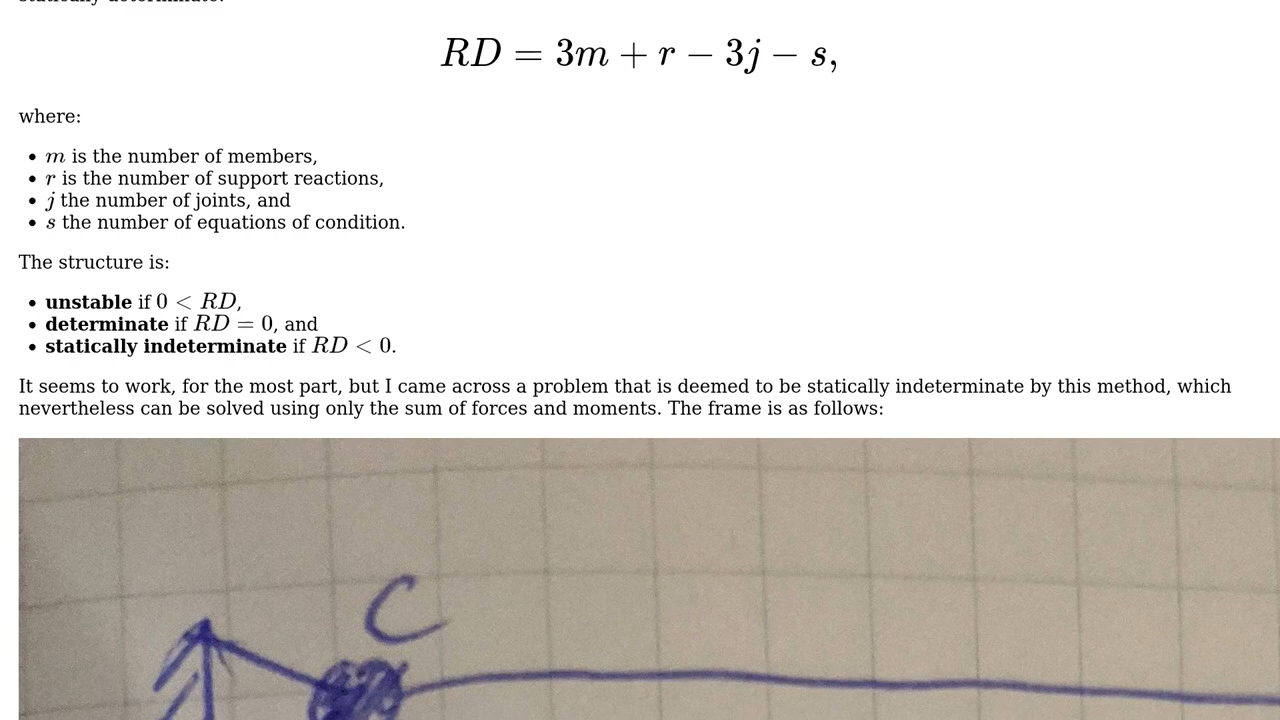 RD = 3m + r − 3j − s,
where:
• m is the number of members,
• r is the number of support reactions,
• j the number of joints, and
• s the number of equations of condition.
The structure is:
• unstable if 0 < RD,
• determinate if RD = 0, and
• statically indeterminate if RD < 0.
It seems to work, for the most part, but I came across a problem that is deemed to be statically indeterminate by this method, which
nevertheless can be solved using only the sum of forces and moments. The frame is as follows:
C